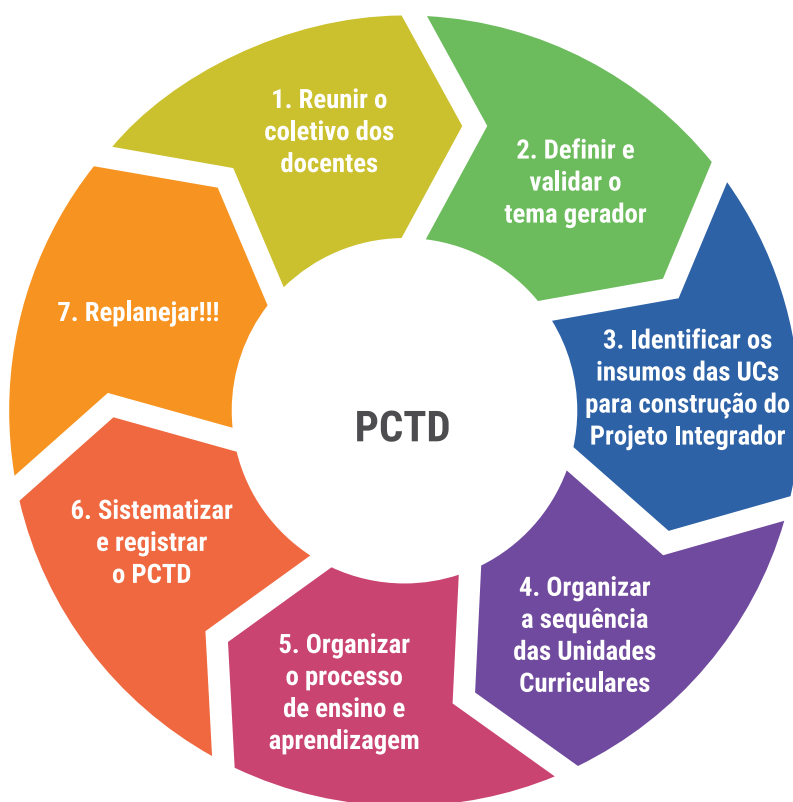 1. Reunir o
coletivo dos
docentes
2. Definir e
validar o
tema gerador
3. Identificar os
insumos das UCs
para construção do
Projeto Integrador
4. Organizar
a sequência
das Unidades
Curriculares
5. Organizar
o processo
de ensino e
aprendizagem
6. Sistematizar
e registrar
o PCTD
7. Replanejar!!!
PCTD